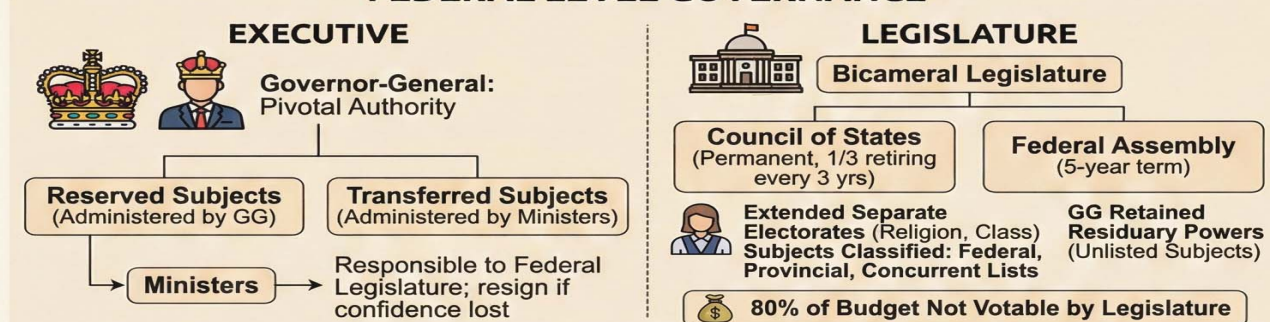 FEDERAL LEVEL GOVERNANCE
EXECUTIVE
Governor-General:
Pivotal Authority
Reserved Subjects
(Administered by GG)
Transferred Subjects
(Administered by Ministers)
Ministers
Responsible to Federal
Legislature; resign if
confidence lost
LEGISLATURE
Bicameral Legislature
Council of States
(Permanent, 1/3 retiring
every 3 yrs)
Federal Assembly
(5-year term)
Extended Separate
Electorates (Religion, Class)
Subjects Classified: Federal,
Provincial, Concurrent Lists
GG Retained
Residuary Powers
(Unlisted Subjects)
$
80% of Budget Not Votable by Legislature